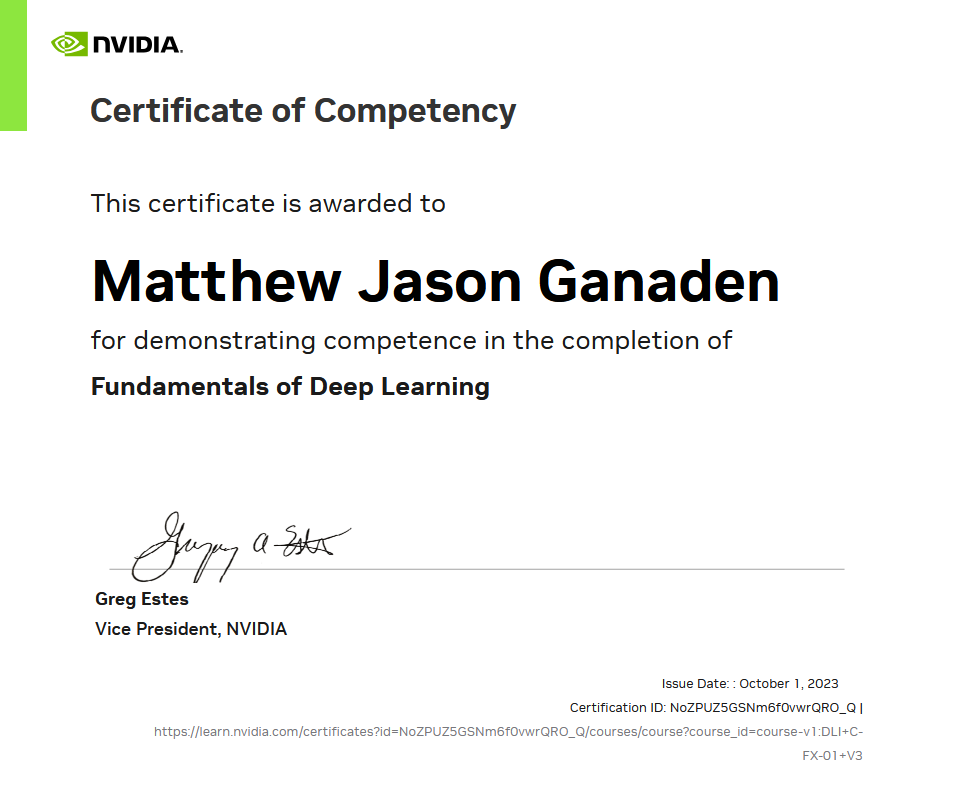 NVIDIA.
Certificate of Competency
This certificate is awarded to
Matthew Jason Ganaden
for demonstrating competence in the completion of
Fundamentals of Deep Learning
Gregory A Estes
Greg Estes
Vice President, NVIDIA
Issue Date: : October 1, 2023
Certification ID: NoZPUZ5GSNm6f0vwrQRO_Q |
https://learn.nvidia.com/certificates?id=NoZPUZ5GSNm6f0vwrQRO_Q/courses/course?course_id=course-v1:DLI+C-
FX-01+V3